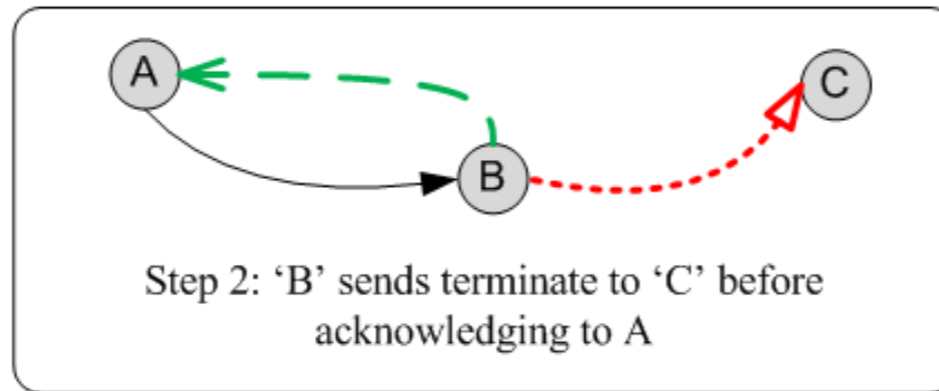 A
C
B
Step 2: ‘B’ sends terminate to ‘C’ before
acknowledging to A